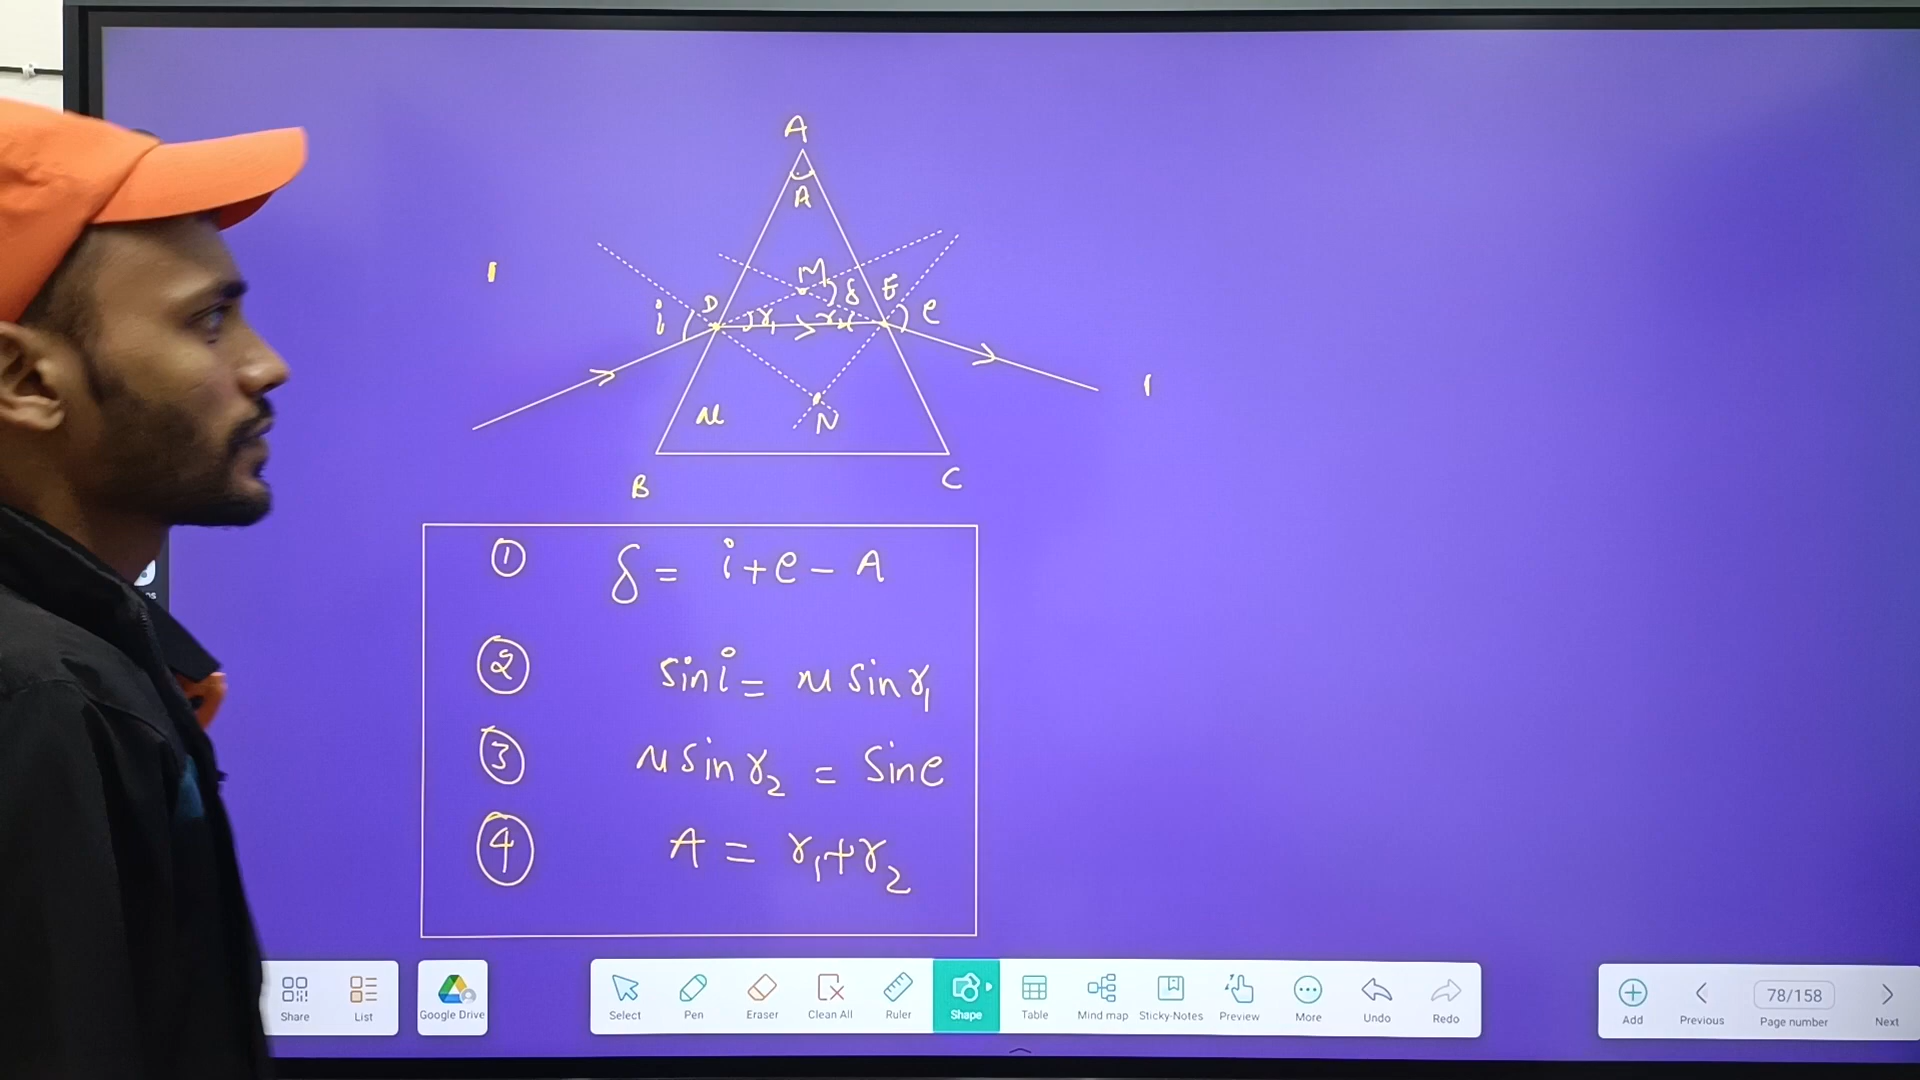 A
A
M
i D r₁ r₂ δ E e
1
1
μ
N
B C
① δ = i + e - A
② sin i = μ sin r₁
③ μ sin r₂ = sin e
④ A = r₁ + r₂
Share
List
Google Drive
Select
Pen
Eraser
Clean All
Ruler
Shape
Table
Mind map
Sticky-Notes
Preview
More
Undo
Redo
Add
Previous
78/158
Page number
Next